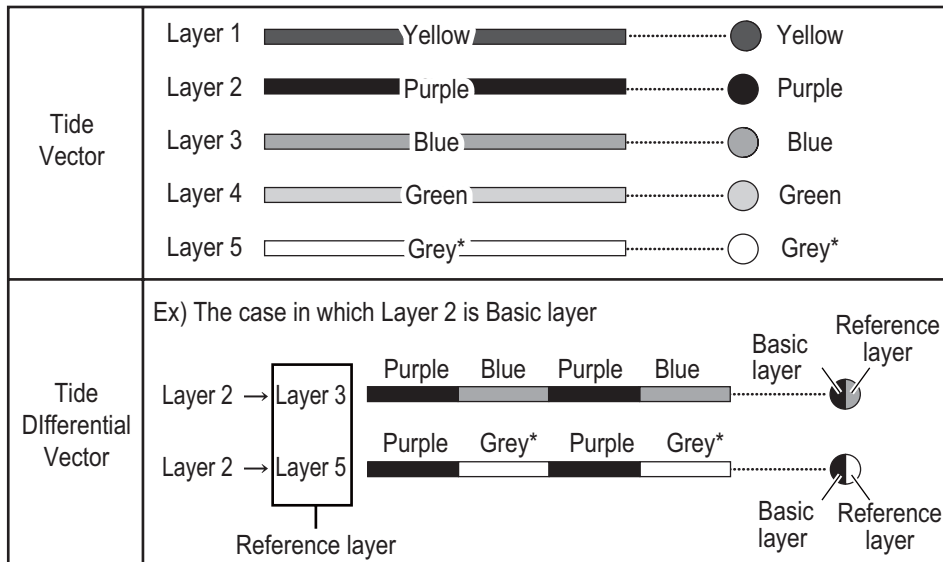 Tide
Vector
Layer 1 Yellow Yellow
Layer 2 Purple Purple
Layer 3 Blue Blue
Layer 4 Green Green
Layer 5 Grey* Grey*
Tide
DIfferential
Vector
Ex) The case in which Layer 2 is Basic layer
Basic
layer
Reference
layer
Purple Blue Purple Blue
Layer 2 → Layer 3
Purple Grey* Purple Grey*
Layer 2 → Layer 5
Basic
layer
Reference
layer
Reference layer